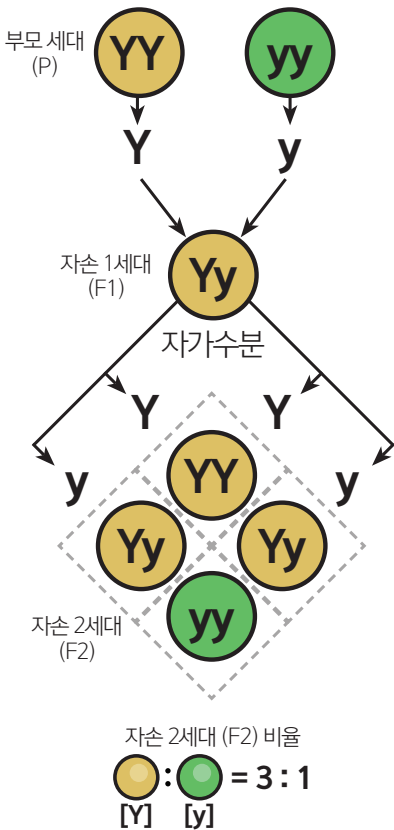 부모 세대
(P)
YY
yy
Y
y
자손 1세대
(F1)
Yy
자가수분
Y
Y
y
y
YY
Yy
Yy
yy
자손 2세대
(F2)
자손 2세대 (F2) 비율
: = 3 : 1
[Y] [y]